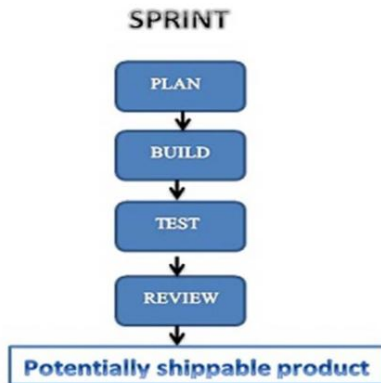 SPRINT
PLAN
BUILD
TEST
REVIEW
Potentially shippable product